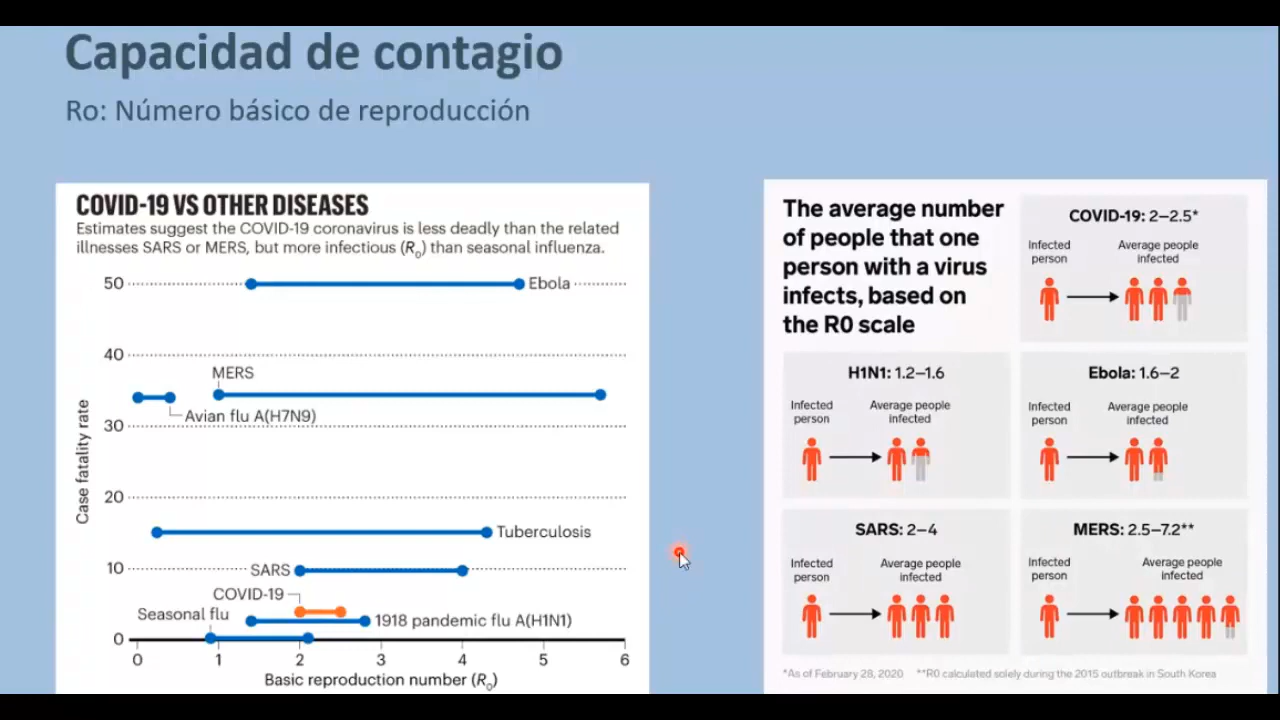 Capacidad de contagio
Ro: Número básico de reproducción
COVID-19 VS OTHER DISEASES
Estimates suggest the COVID-19 coronavirus is less deadly than the related
illnesses SARS or MERS, but more infectious (R0) than seasonal influenza.
Case fatality rate
50
Ebola
40
MERS
Avian flu A(H7N9)
30
20
Tuberculosis
10
SARS
COVID-19
Seasonal flu
1918 pandemic flu A(H1N1)
0
0 1 2 3 4 5 6
Basic reproduction number (R0)
The average number
of people that one
person with a virus
infects, based on
the R0 scale
COVID-19: 2–2.5*
Infected
person
Average people
infected
H1N1: 1.2–1.6
Infected
person
Average people
infected
Ebola: 1.6–2
Infected
person
Average people
infected
SARS: 2–4
Infected
person
Average people
infected
MERS: 2.5–7.2**
Infected
person
Average people
infected
*As of February 28, 2020 **R0 calculated solely during the 2015 outbreak in South Korea